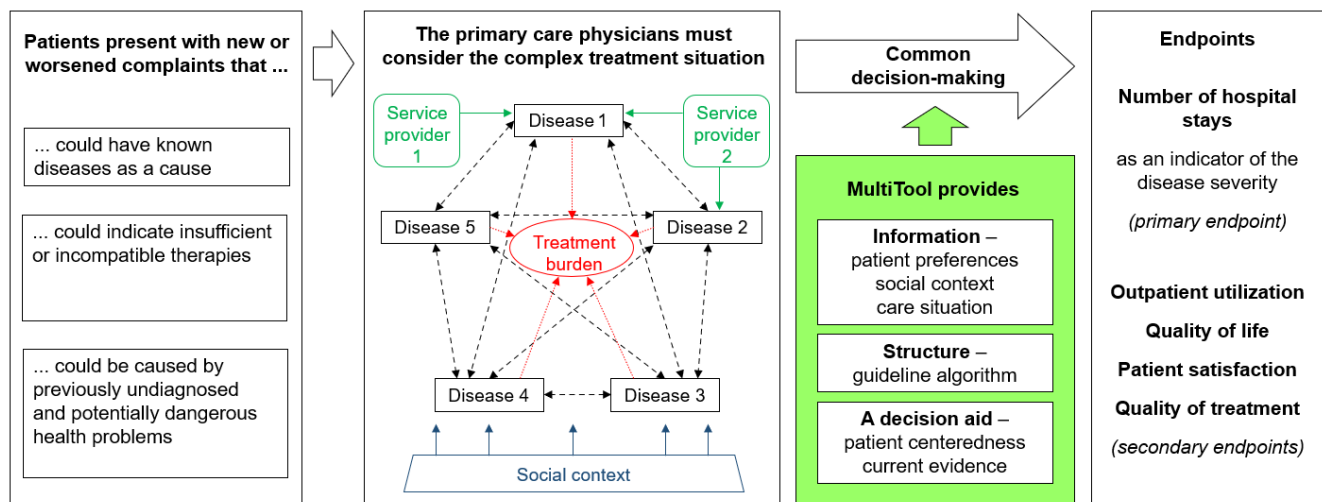 Patients present with new or
worsened complaints that ...
... could have known
diseases as a cause
... could indicate insufficient
or incompatible therapies
... could be caused by
previously undiagnosed
and potentially dangerous
health problems
The primary care physicians must
consider the complex treatment situation
Service
provider
1
Disease 1
Service
provider
2
Disease 5
Disease 2
Treatment
burden
Disease 4
Disease 3
Social context
Common
decision-making
MultiTool provides
Information –
patient preferences
social context
care situation
Structure –
guideline algorithm
A decision aid –
patient centeredness
current evidence
Endpoints
Number of hospital
stays
as an indicator of the
disease severity
(primary endpoint)
Outpatient utilization
Quality of life
Patient satisfaction
Quality of treatment
(secondary endpoints)